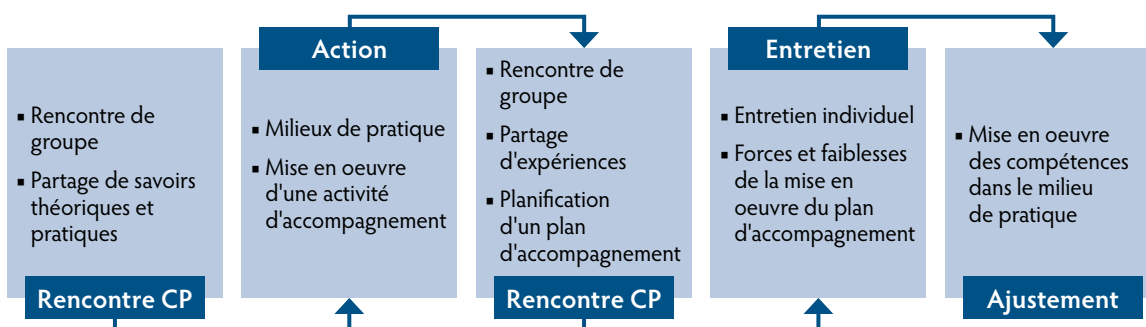 ▪ Rencontre de
groupe
▪ Partage de savoirs
théoriques et
pratiques
Rencontre CP
Action
▪ Milieux de pratique
▪ Mise en oeuvre
d'une activité
d'accompagnement
▪ Rencontre de
groupe
▪ Partage
d'expériences
▪ Planification
d'un plan
d'accompagnement
Rencontre CP
Entretien
▪ Entretien individuel
▪ Forces et faiblesses
de la mise en
oeuvre du plan
d'accompagnement
▪ Mise en oeuvre
des compétences
dans le milieu
de pratique
Ajustement